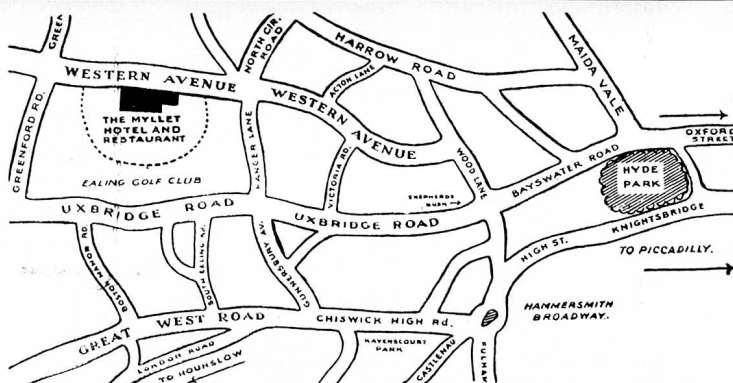 GREEN
GREENFORD RD.
WESTERN AVENUE
THE MYLLET
HOTEL AND
RESTAURANT
EALING GOLF CLUB
HANGER LANE
NORTH CIR.
ROAD
HARROW ROAD
ACTON LANE
WESTERN AVENUE
VICTORIA RD.
WOOD LANE
MAIDA VALE
OXFORD
STREET
BAYSWATER ROAD
HYDE
PARK
KNIGHTSBRIDGE
HIGH ST.
TO PICCADILLY.
SHEPHERDS
BUSH
UXBRIDGE ROAD
UXBRIDGE ROAD
BOSTON MANOR RD
SOUTH EALING RD.
GUNNERSBURY AV.
GREAT WEST ROAD
CHISWICK HIGH Rd.
HAMMERSMITH
BROADWAY.
RAVENSCOURT
PARK
CASTLENAU
FULHAM
LONDON ROAD
TO HOUNSLOW